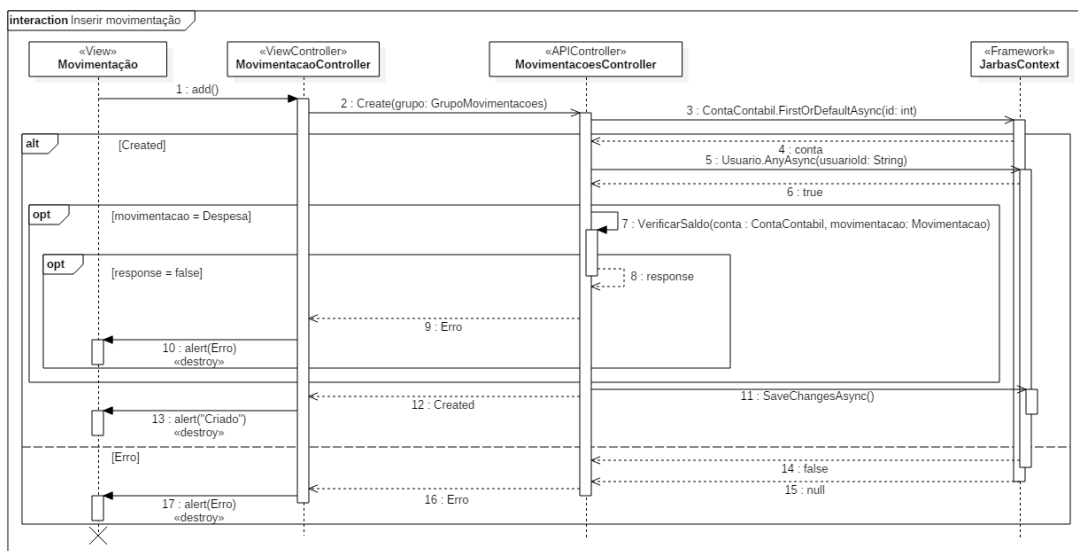 interaction Inserir movimentação
«View»
Movimentação
«ViewController»
MovimentacaoController
«APIController»
MovimentacoesController
«Framework»
JarbasContext
1 : add()
2 : Create(grupo: GrupoMovimentacoes)
3 : ContaContabil.FirstOrDefaultAsync(id: int)
alt
[Created]
4 : conta
5 : Usuario.AnyAsync(usuarioId: String)
6 : true
opt
[movimentacao = Despesa]
7 : VerificarSaldo(conta : ContaContabil, movimentacao: Movimentacao)
opt
[response = false]
8 : response
9 : Erro
10 : alert(Erro)
«destroy»
11 : SaveChangesAsync()
12 : Created
13 : alert("Criado")
«destroy»
[Erro]
14 : false
15 : null
16 : Erro
17 : alert(Erro)
«destroy»